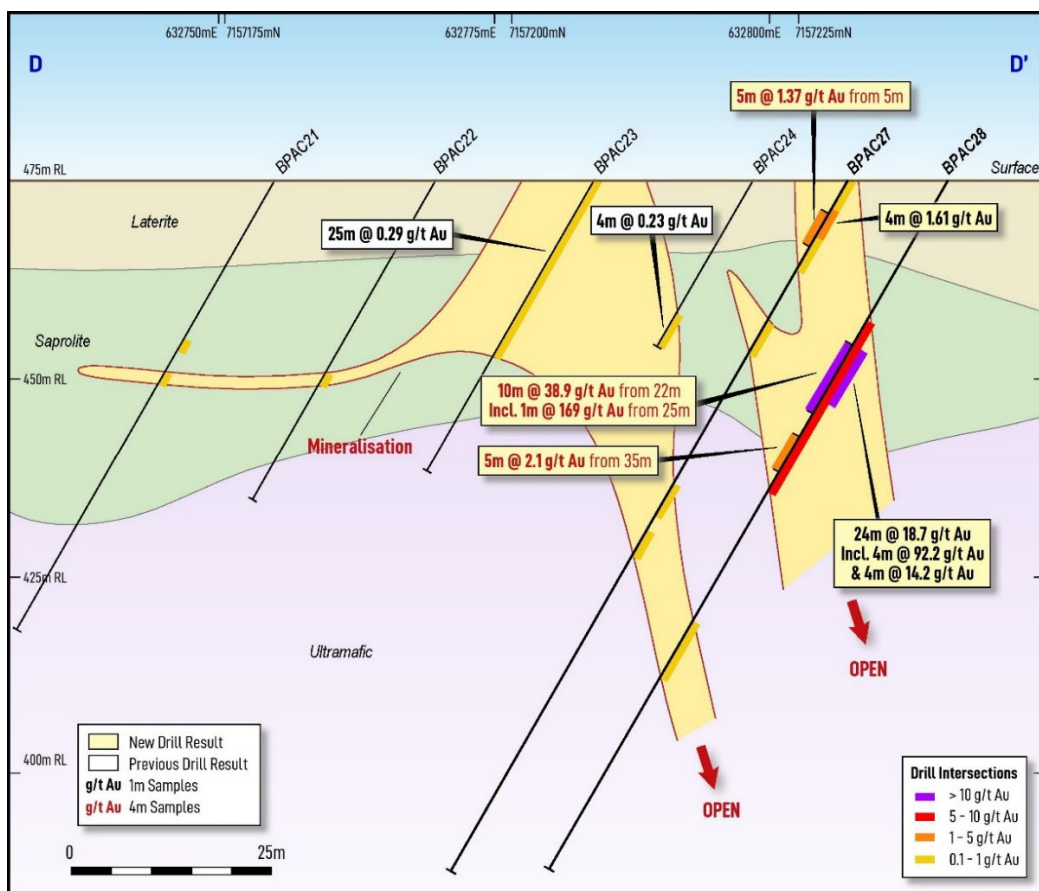 632750mE 7157175mN
632775mE 7157200mN
632800mE 7157225mN
D
D'
5m @ 1.37 g/t Au from 5m
BPAC21
BPAC22
BPAC23
BPAC24
BPAC27
BPAC28
475m RL
Surface
Laterite
25m @ 0.29 g/t Au
4m @ 0.23 g/t Au
4m @ 1.61 g/t Au
Saprolite
450m RL
10m @ 38.9 g/t Au from 22m
Incl. 1m @ 169 g/t Au from 25m
Mineralisation
5m @ 2.1 g/t Au from 35m
24m @ 18.7 g/t Au
Incl. 4m @ 92.2 g/t Au
& 4m @ 14.2 g/t Au
425m RL
Ultramafic
OPEN
400m RL
OPEN
New Drill Result
Previous Drill Result
g/t Au 1m Samples
g/t Au 4m Samples
0 25m
Drill Intersections
> 10 g/t Au
5 - 10 g/t Au
1 - 5 g/t Au
0.1 - 1 g/t Au